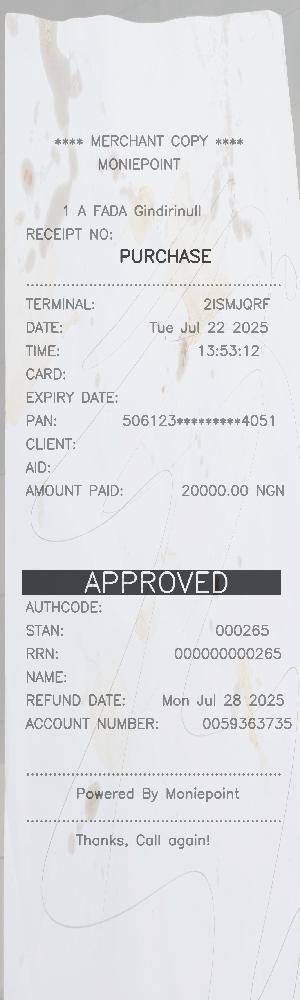 **** MERCHANT COPY ****
MONIEPOINT
1 A FADA Gindirinull
RECEIPT NO:
PURCHASE
TERMINAL: 2ISMJQRF
DATE: Tue Jul 22 2025
TIME: 13:53:12
CARD:
EXPIRY DATE:
PAN: 506123*********4051
CLIENT:
AID:
AMOUNT PAID: 20000.00 NGN
APPROVED
AUTHCODE:
STAN: 000265
RRN: 000000000265
NAME:
REFUND DATE: Mon Jul 28 2025
ACCOUNT NUMBER: 0059363735
Powered By Moniepoint
Thanks, Call again!